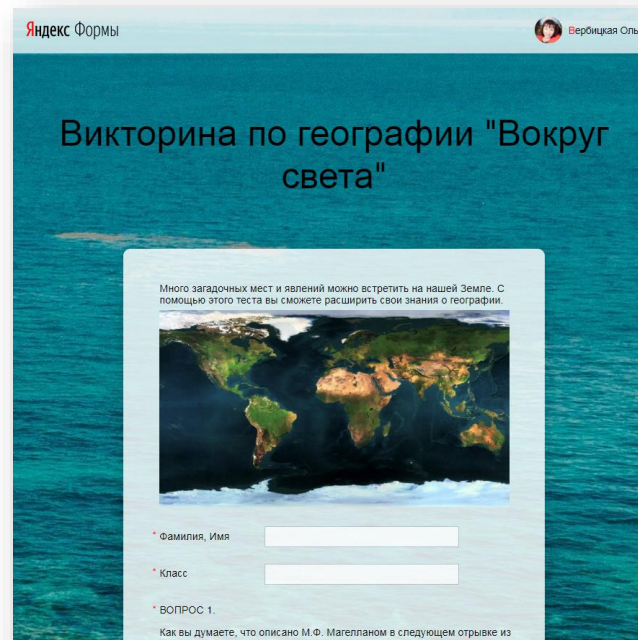 Яндекс Формы
Вербицкая
Викторина по географии "Вокруг
света"
Много загадочных мест и явлений можно встретить на нашей Земле. С
помощью этого теста вы сможете расширить свои знания о географии.
* Фамилия, Имя
* Класс
* ВОПРОС 1.
Как вы думаете, что описано М.Ф. Магелланом в следующем отрывке из